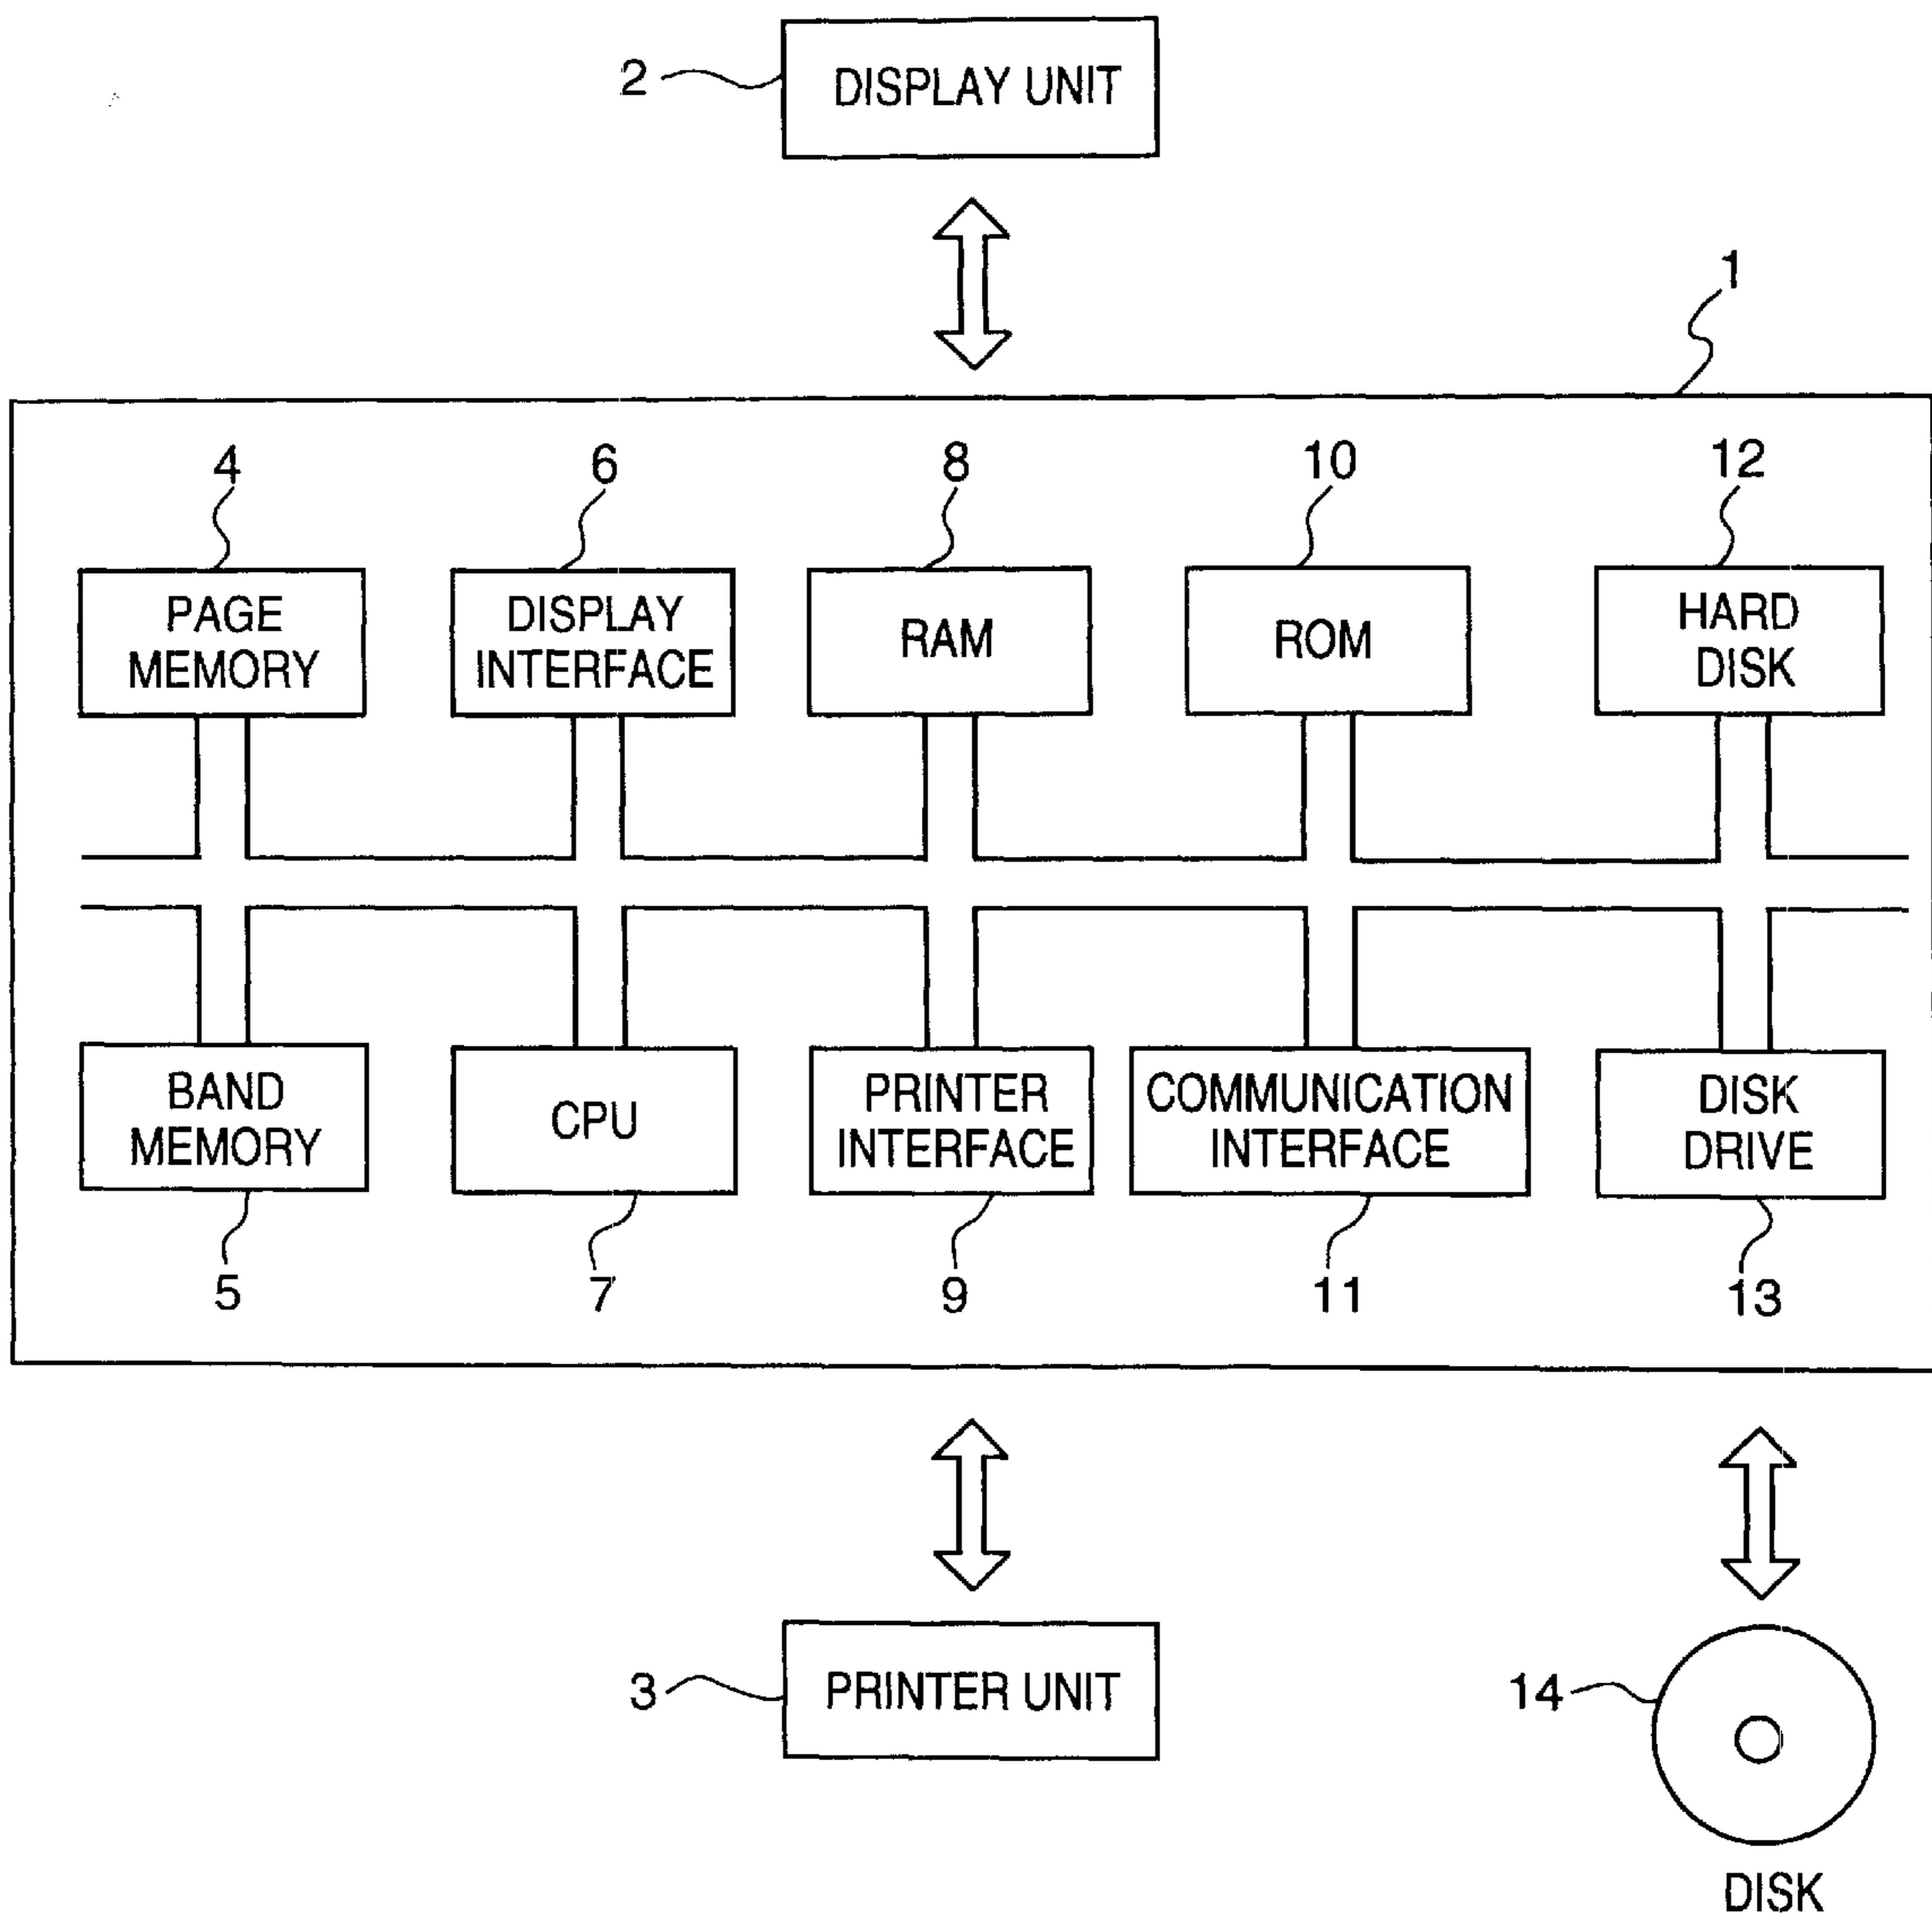 2
DISPLAY UNIT
1
4
6
8
10
12
PAGE
MEMORY
DISPLAY
INTERFACE
RAM
ROM
HARD
DISK
BAND
MEMORY
CPU
PRINTER
INTERFACE
COMMUNICATION
INTERFACE
DISK
DRIVE
5
7
9
11
13
3
PRINTER UNIT
14
DISK